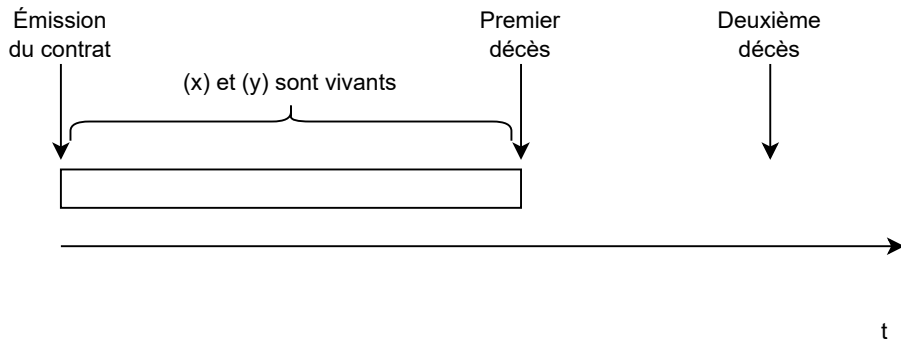 Émission
du contrat
Premier
décès
Deuxième
décès
(x) et (y) sont vivants
t